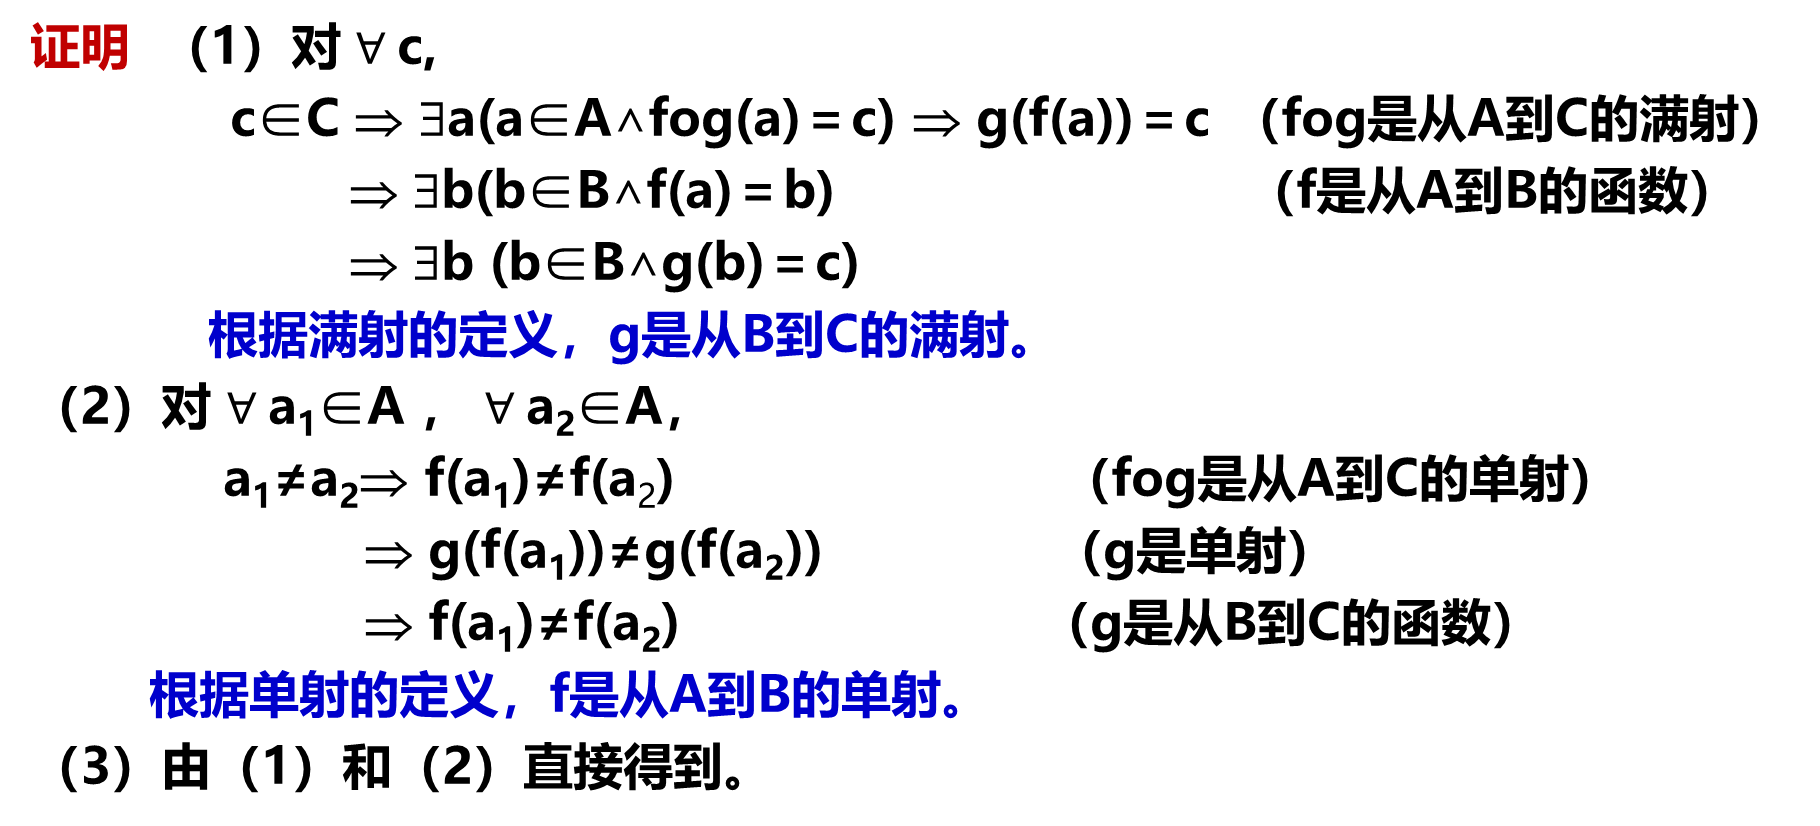 证明 （1）对 ∀ c,
c∈C ⇒ ∃a(a∈A∧fog(a) = c) ⇒ g(f(a)) = c （fog是从A到C的满射）
⇒ ∃b(b∈B∧f(a) = b) （f是从A到B的函数）
⇒ ∃b (b∈B∧g(b) = c)
根据满射的定义，g是从B到C的满射。
（2）对 ∀ a₁∈A ， ∀ a₂∈A，
a₁≠a₂⇒ f(a₁)≠f(a₂) （fog是从A到C的单射）
⇒ g(f(a₁))≠g(f(a₂)) （g是单射）
⇒ f(a₁)≠f(a₂) （g是从B到C的函数）
根据单射的定义，f是从A到B的单射。
（3）由（1）和（2）直接得到。